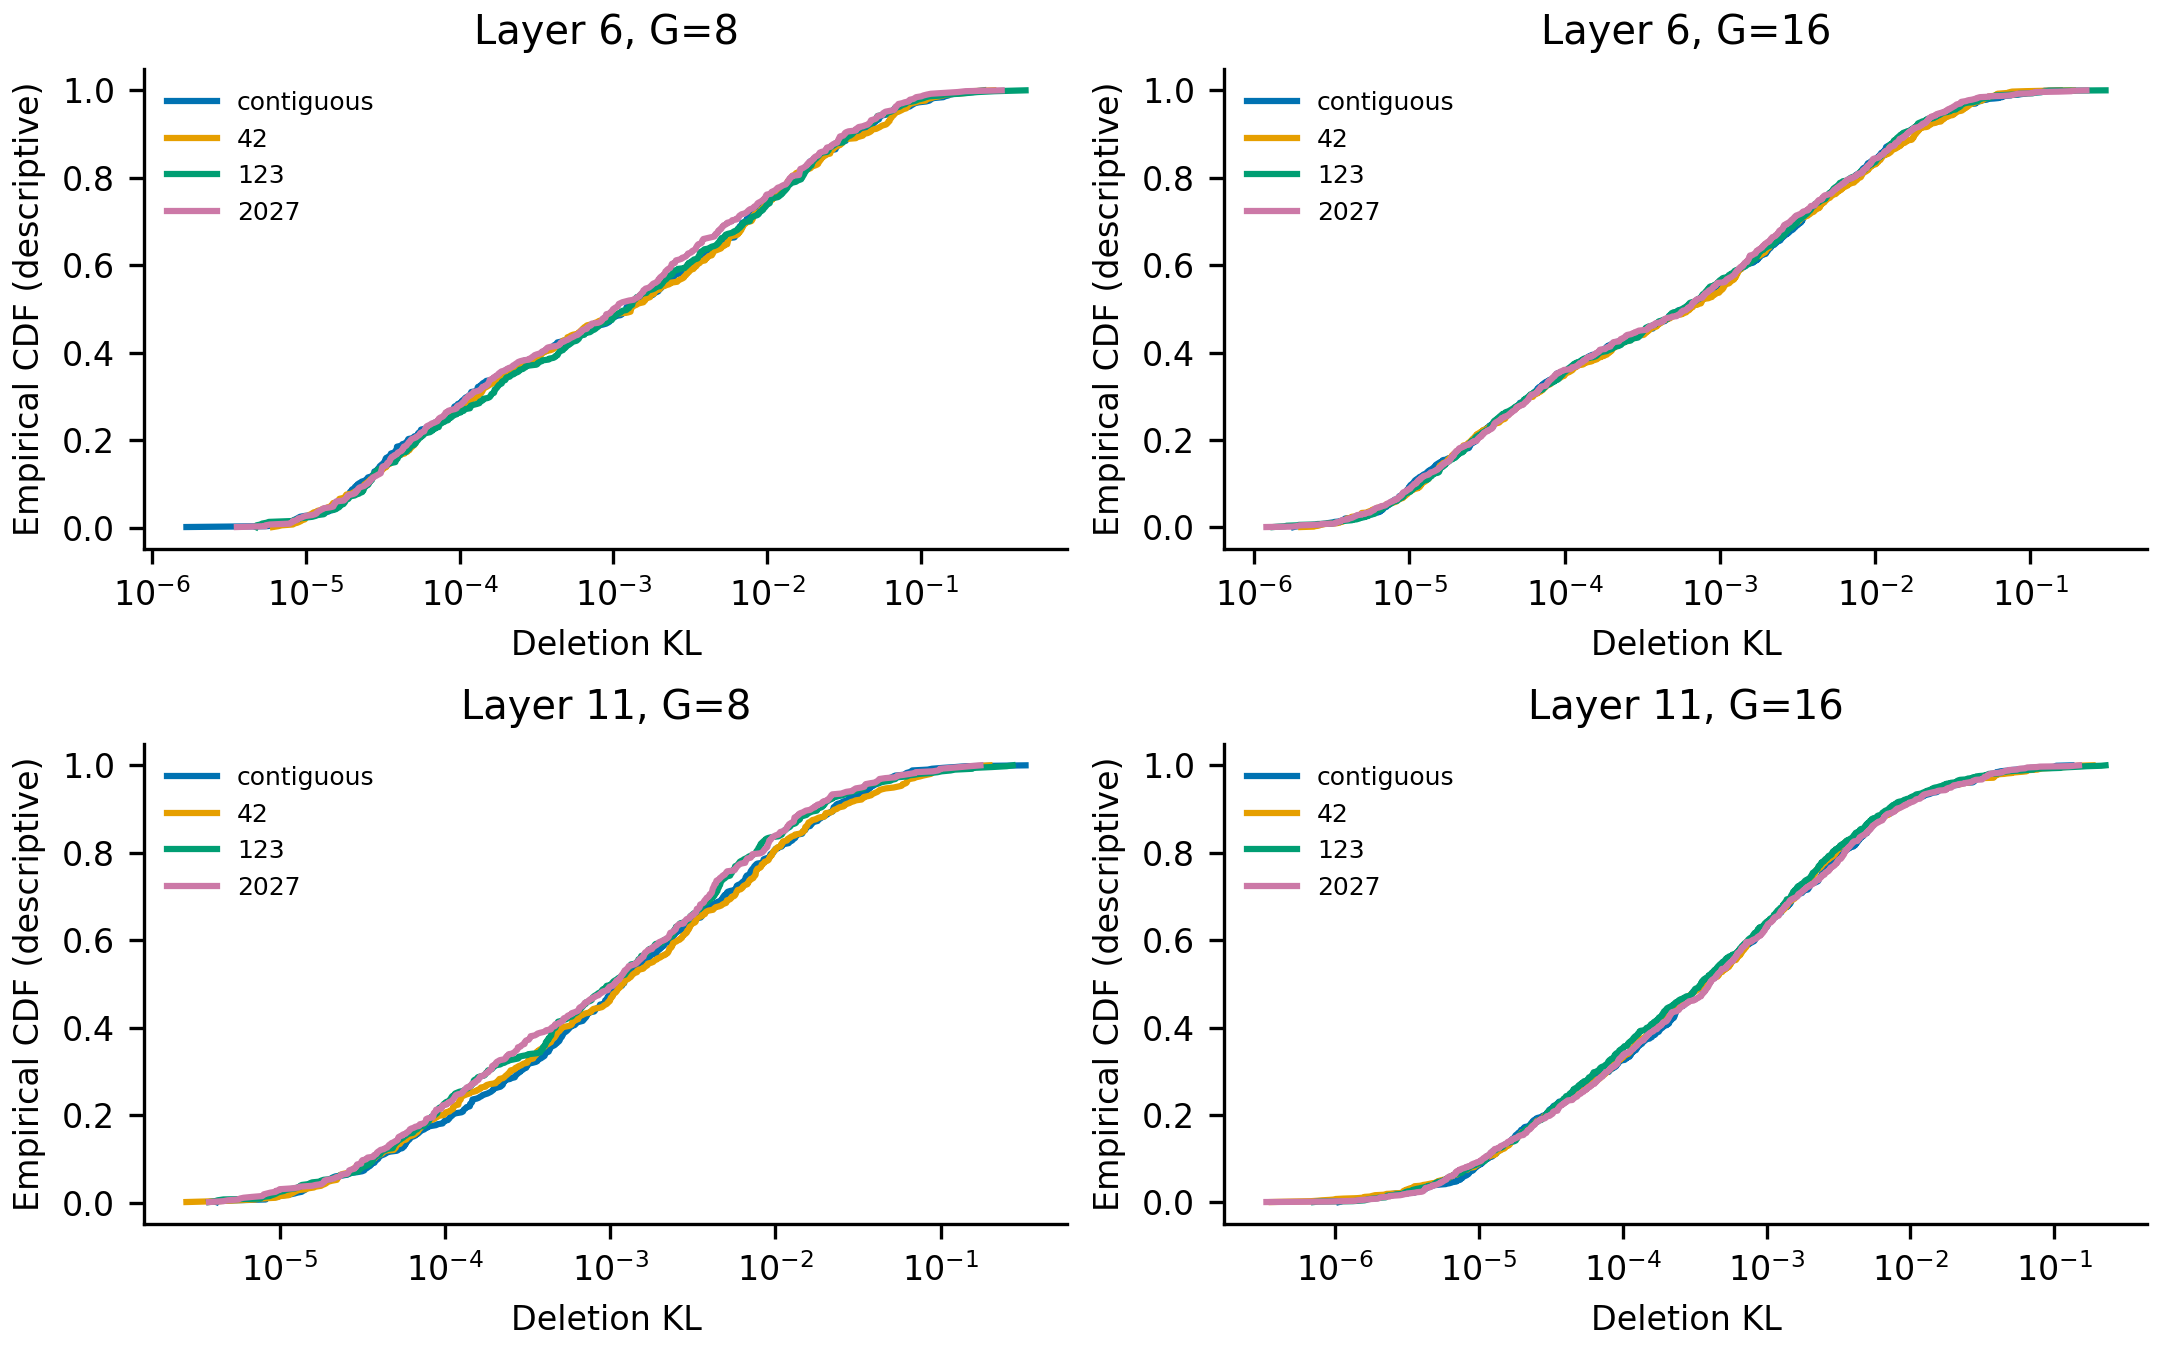 Layer 6, G=8
Empirical CDF (descriptive)
1.0
0.8
0.6
0.4
0.2
0.0
contiguous
42
123
2027
10⁻⁶ 10⁻⁵ 10⁻⁴ 10⁻³ 10⁻² 10⁻¹
Deletion KL
Layer 6, G=16
Empirical CDF (descriptive)
1.0
0.8
0.6
0.4
0.2
0.0
contiguous
42
123
2027
10⁻⁶ 10⁻⁵ 10⁻⁴ 10⁻³ 10⁻² 10⁻¹
Deletion KL
Layer 11, G=8
Empirical CDF (descriptive)
1.0
0.8
0.6
0.4
0.2
0.0
contiguous
42
123
2027
10⁻⁵ 10⁻⁴ 10⁻³ 10⁻² 10⁻¹
Deletion KL
Layer 11, G=16
Empirical CDF (descriptive)
1.0
0.8
0.6
0.4
0.2
0.0
contiguous
42
123
2027
10⁻⁶ 10⁻�5 10⁻⁴ 10⁻³ 10⁻² 10⁻¹
Deletion KL